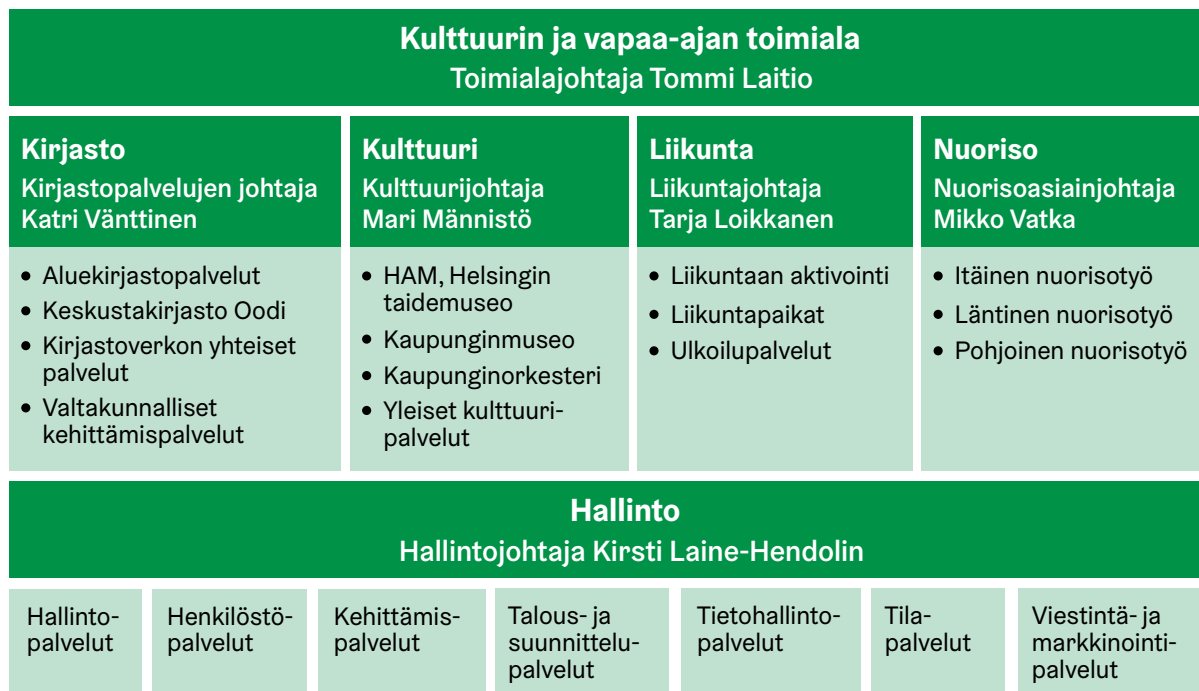 Kulttuurin ja vapaa-ajan toimiala
Toimialajohtaja Tommi Laitio
Kirjasto
Kirjastopalvelujen johtaja
Katri Vänttinen
• Aluekirjastopalvelut
• Keskustakirjasto Oodi
• Kirjastoverkon yhteiset
palvelut
• Valtakunnalliset
kehittämispalvelut
Kulttuuri
Kulttuurijohtaja
Mari Männistö
• HAM, Helsingin
taidemuseo
• Kaupunginmuseo
• Kaupunginorkesteri
• Yleiset kulttuuri-
palvelut
Liikunta
Liikuntajohtaja
Tarja Loikkanen
• Liikuntaan aktivointi
• Liikuntapaikat
• Ulkoilupalvelut
Nuoriso
Nuorisoasiainjohtaja
Mikko Vatka
• Itäinen nuorisotyö
• Läntinen nuorisotyö
• Pohjoinen nuorisotyö
Hallinto
Hallintojohtaja Kirsti Laine-Hendolin
Hallinto-
palvelut
Henkilöstö-
palvelut
Kehittämis-
palvelut
Talous- ja
suunnittelu-
palvelut
Tietohallinto-
palvelut
Tila-
palvelut
Viestintä- ja
markkinointi-
palvelut